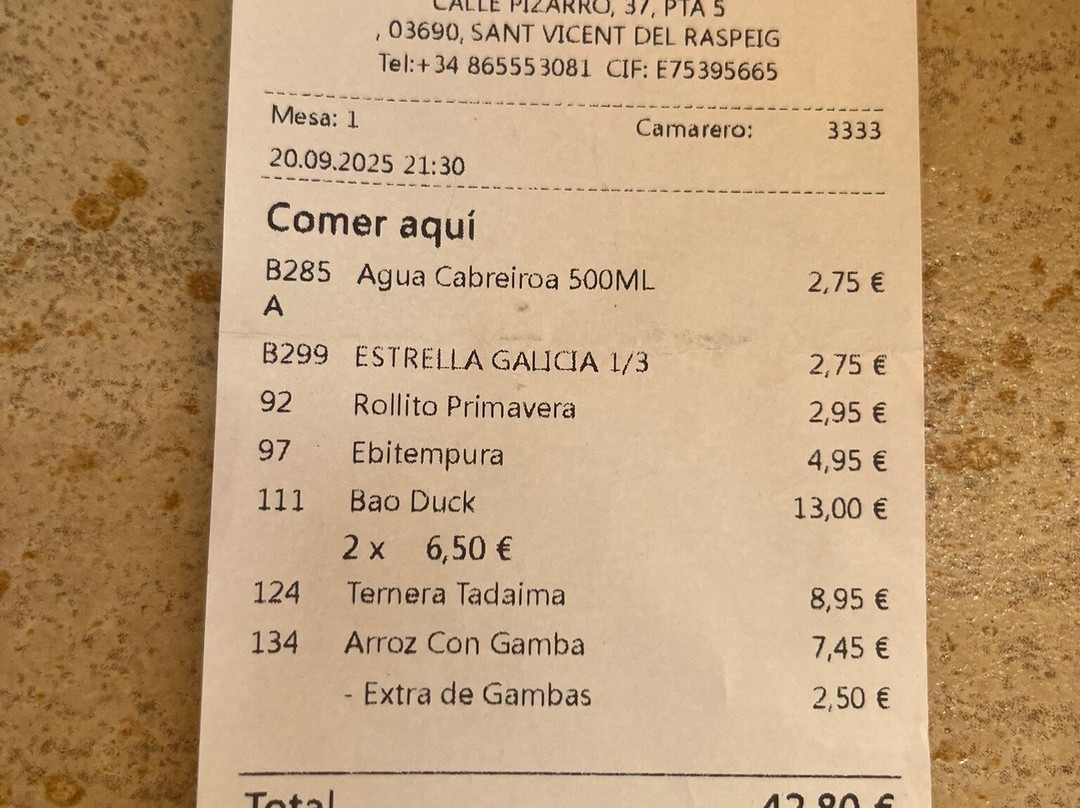 CALLE PIZARRO, 37, PTA 5
, 03690, SANT VICENT DEL RASPEIG
Tel:+34 865553081 CIF: E75395665
Mesa: 1 Camarero: 3333
20.09.2025 21:30
Comer aquí
B285 Agua Cabreiroa 500ML 2,75 €
A
B299 ESTRELLA GALICIA 1/3 2,75 €
92 Rollito Primavera 2,95 €
97 Ebitempura 4,95 €
111 Bao Duck 13,00 €
2 x 6,50 €
124 Ternera Tadaima 8,95 €
134 Arroz Con Gamba 7,45 €
- Extra de Gambas 2,50 €
Total 42,80 €